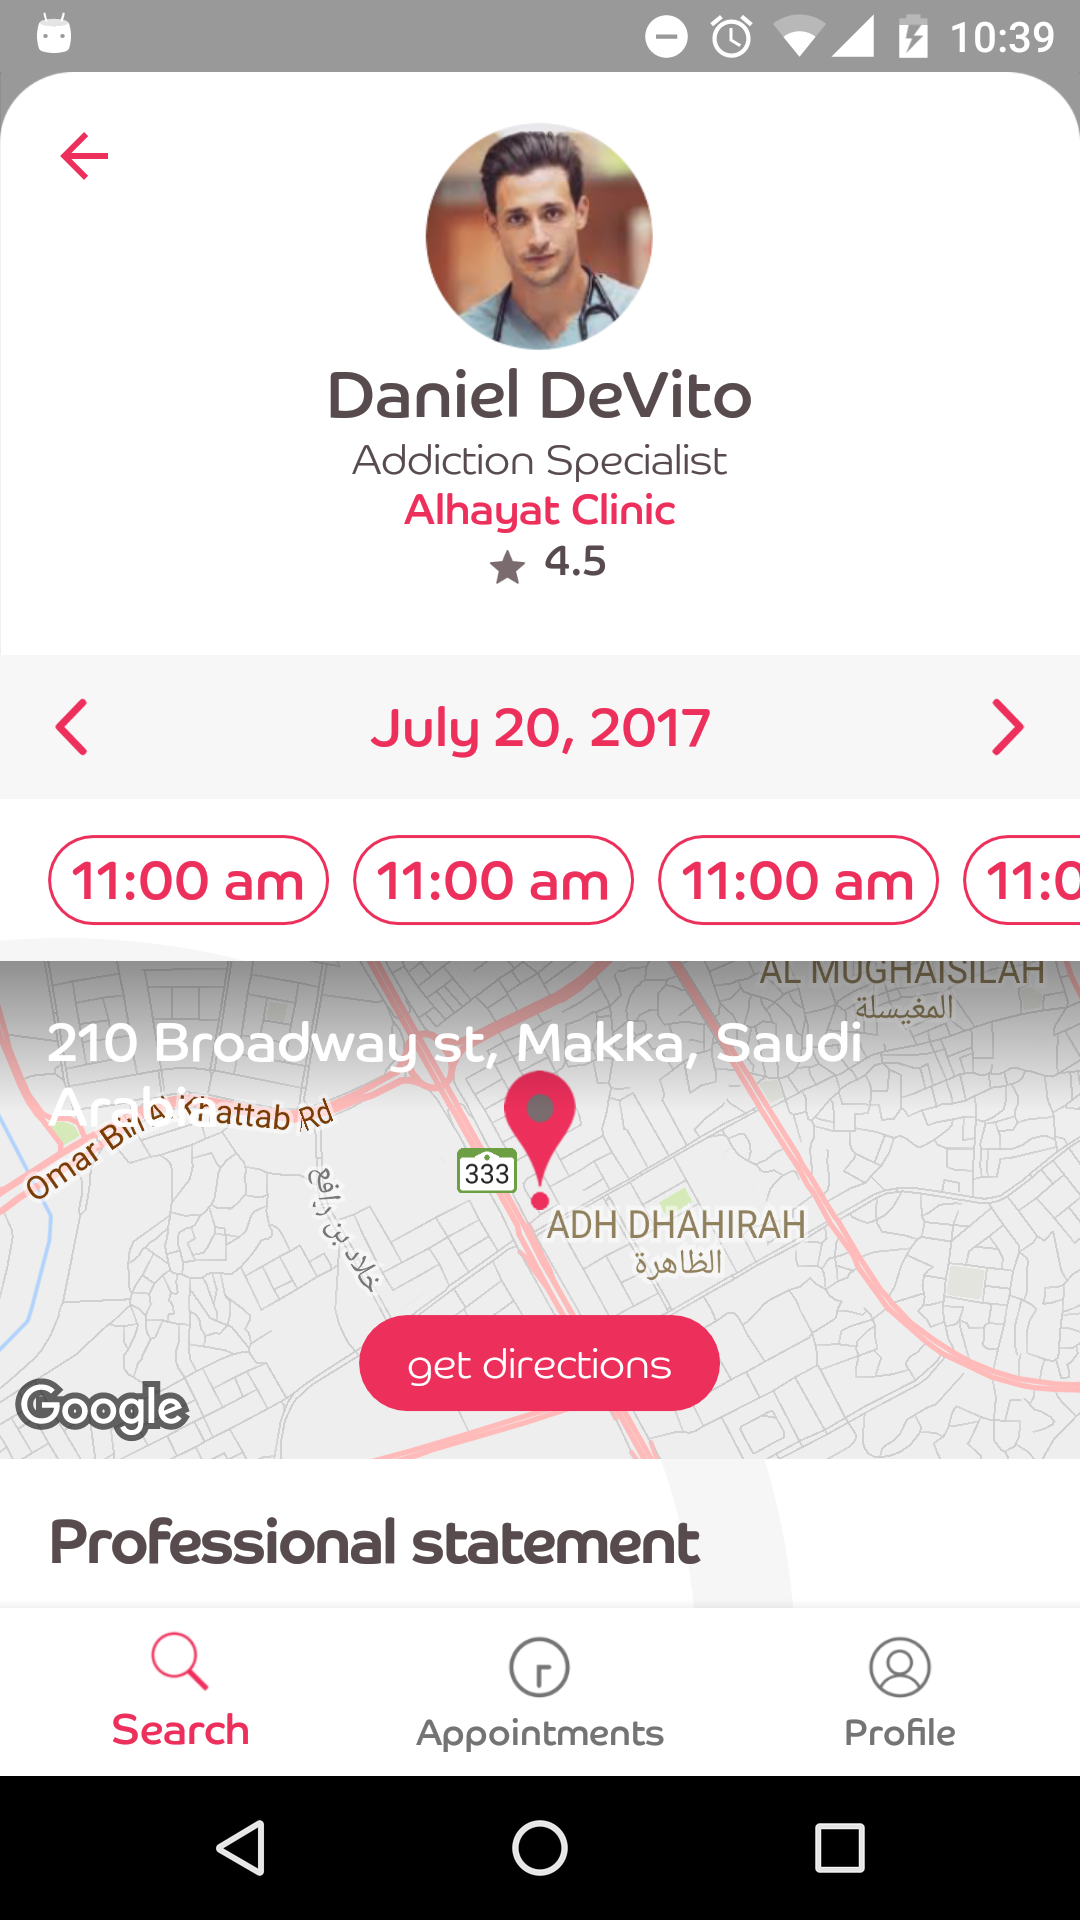 10:39
Daniel DeVito
Addiction Specialist
Alhayat Clinic
4.5
July 20, 2017
11:00 am 11:00 am 11:00 am 11:0
AL MUGHAISILAH
المغيسلة
210 Broadway st, Makka, Saudi
Arabia
Omar Bin Al Khattab Rd
333
خلاد بن رافع
ADH DHAHIRAH
الظاهرة
get directions
Google
Professional statement
Search Appointments Profile